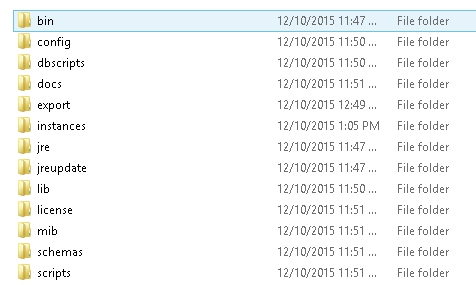 bin 12/10/2015 11:47 ... File folder
config 12/10/2015 11:50 ... File folder
dbscripts 12/10/2015 11:50 ... File folder
docs 12/10/2015 11:51 ... File folder
export 12/10/2015 12:49 ... File folder
instances 12/10/2015 1:05 PM File folder
jre 12/10/2015 11:47 ... File folder
jreupdate 12/10/2015 11:47 ... File folder
lib 12/10/2015 11:50 ... File folder
license 12/10/2015 11:51 ... File folder
mib 12/10/2015 11:51 ... File folder
schemas 12/10/2015 11:51 ... File folder
scripts 12/10/2015 11:51 ... File folder